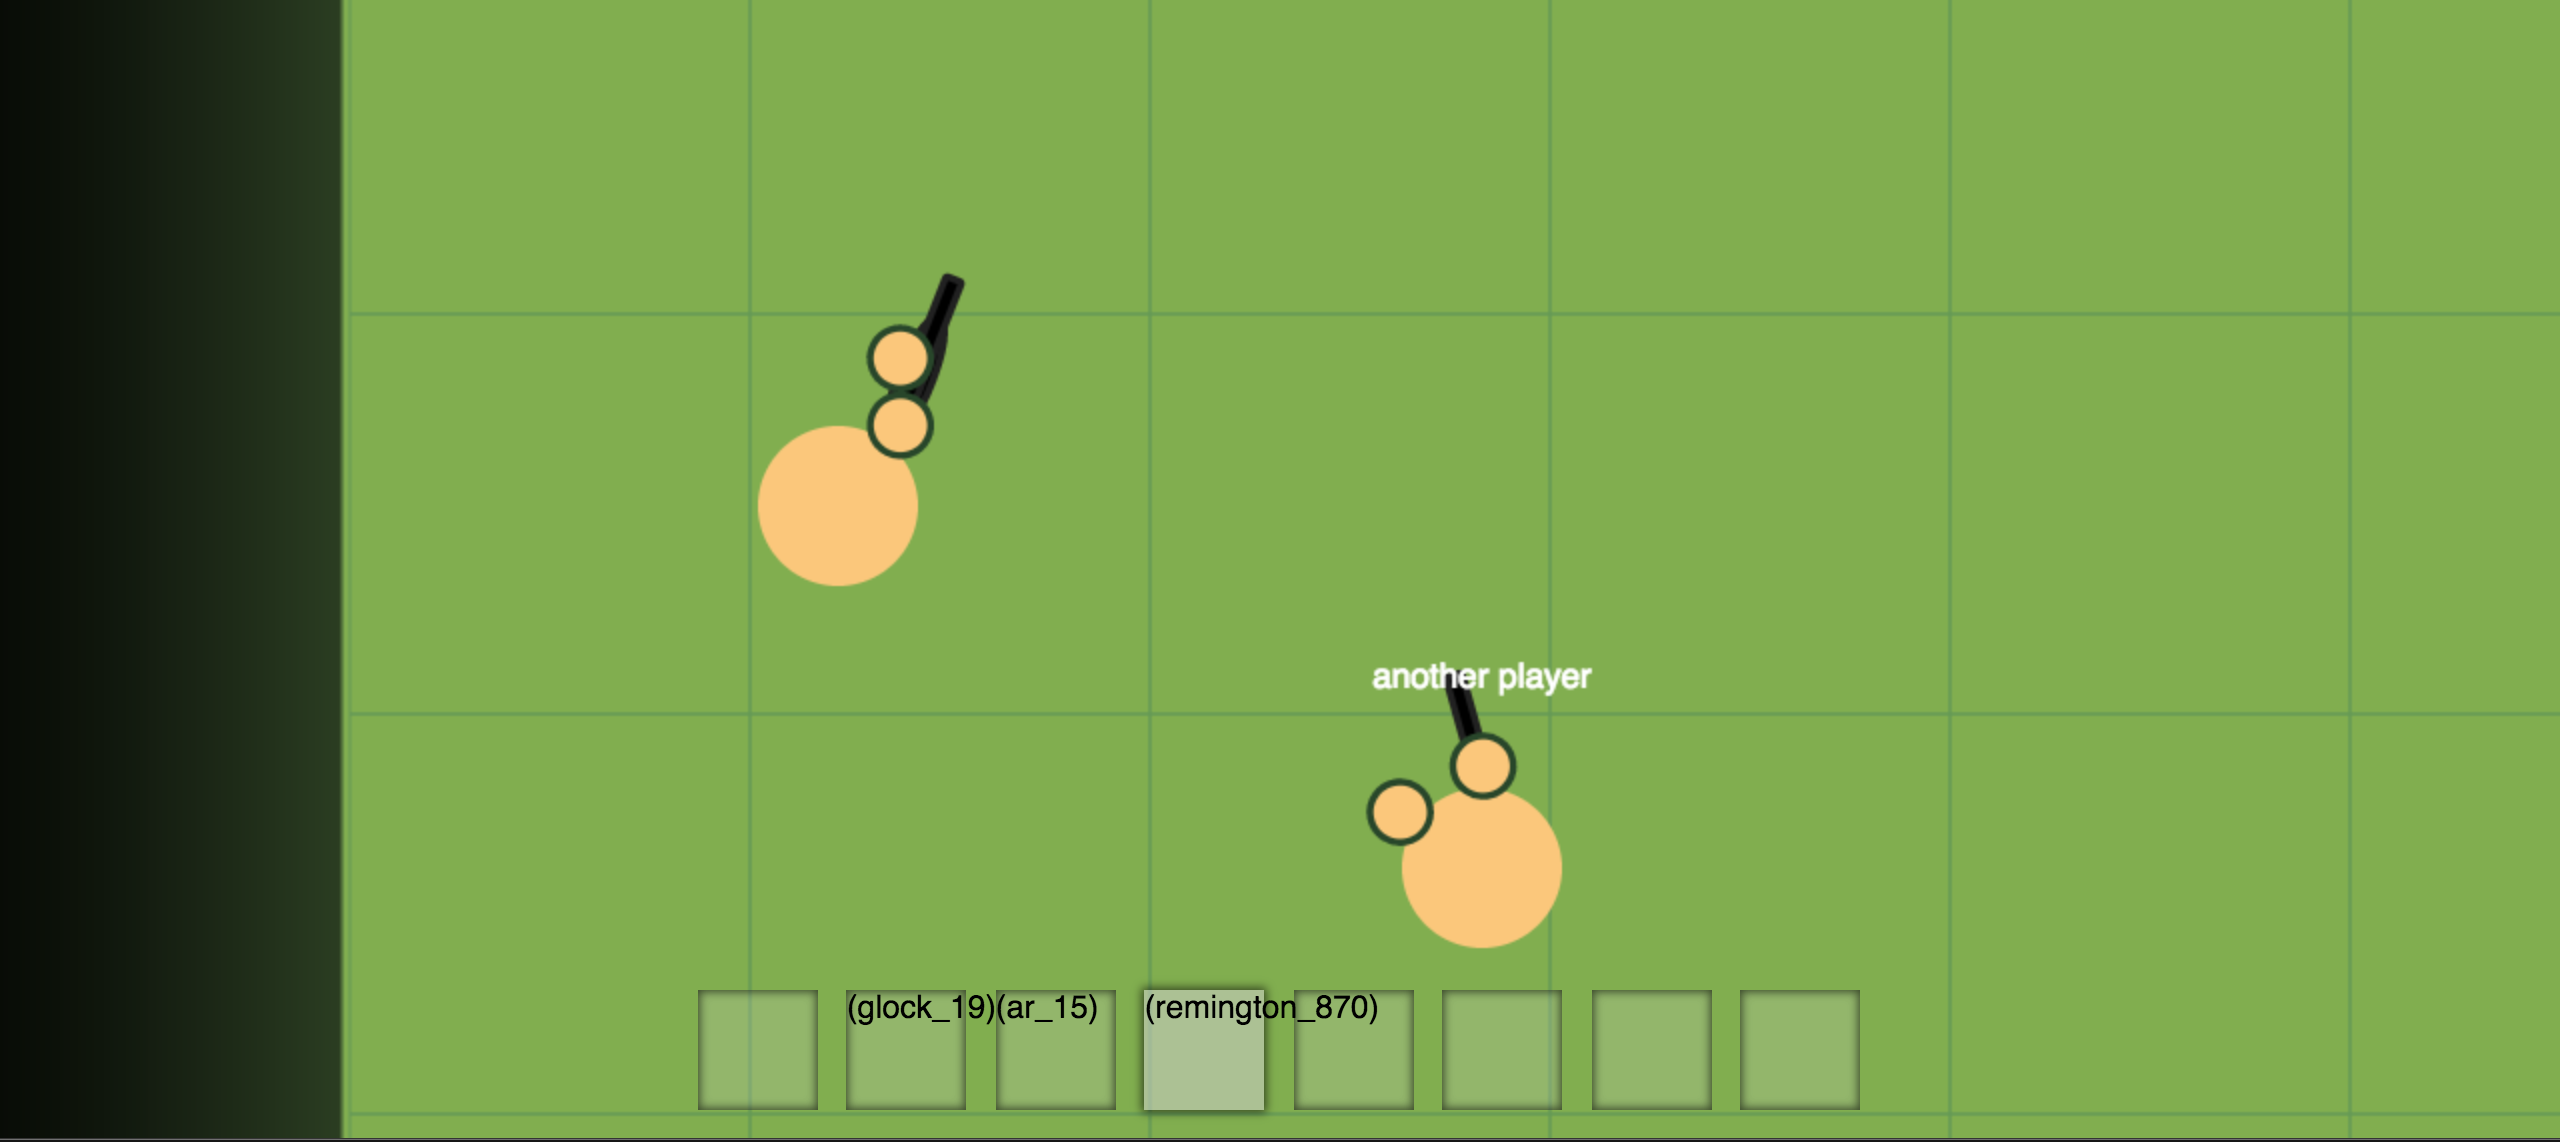 another player
(glock_19)(ar_15) (remington_870)